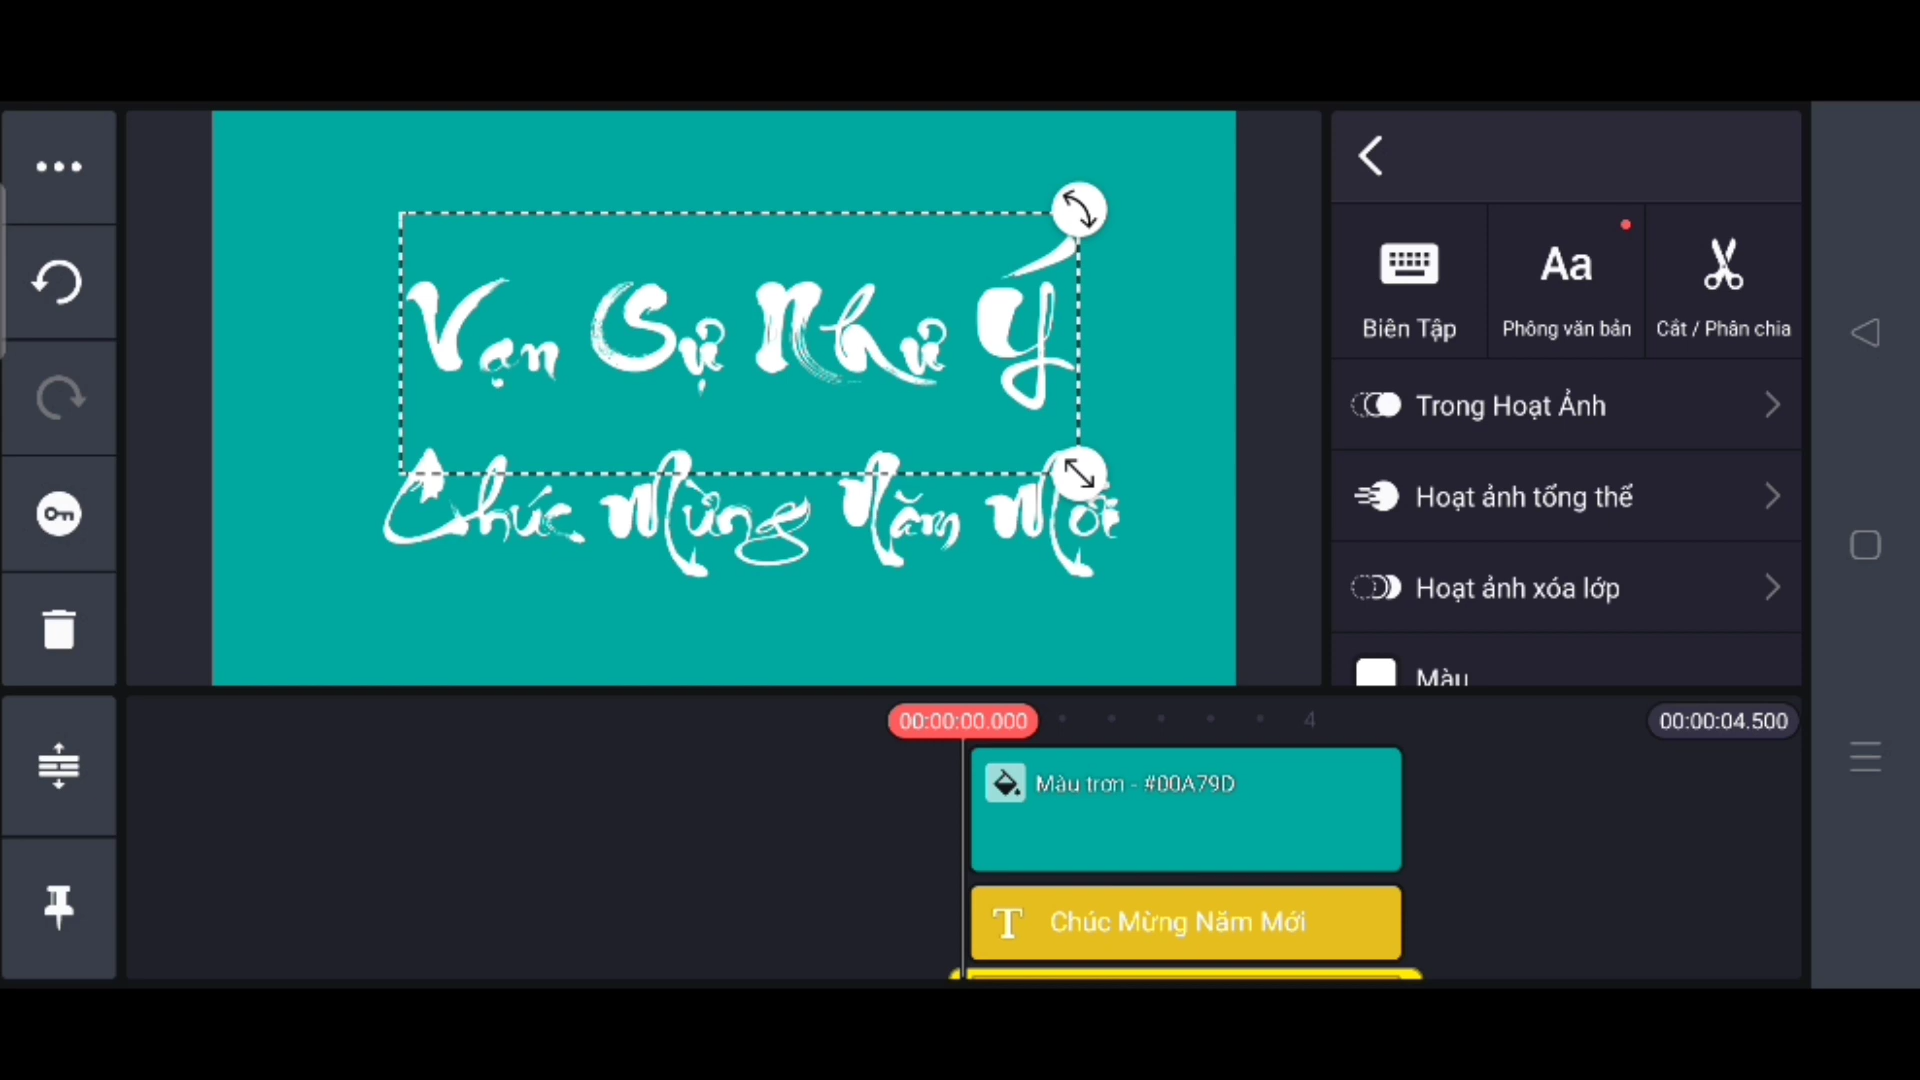 Vạn Sự Như Ý
Chúc Mừng Năm Mới
Biên Tập
Phông văn bản
Cắt / Phân chia
Trong Hoạt Ảnh
Hoạt ảnh tổng thể
Hoạt ảnh xóa lớp
Màu
00:00:00.000
4
00:00:04.500
Màu trơn - #00A79D
Chúc Mừng Năm Mới